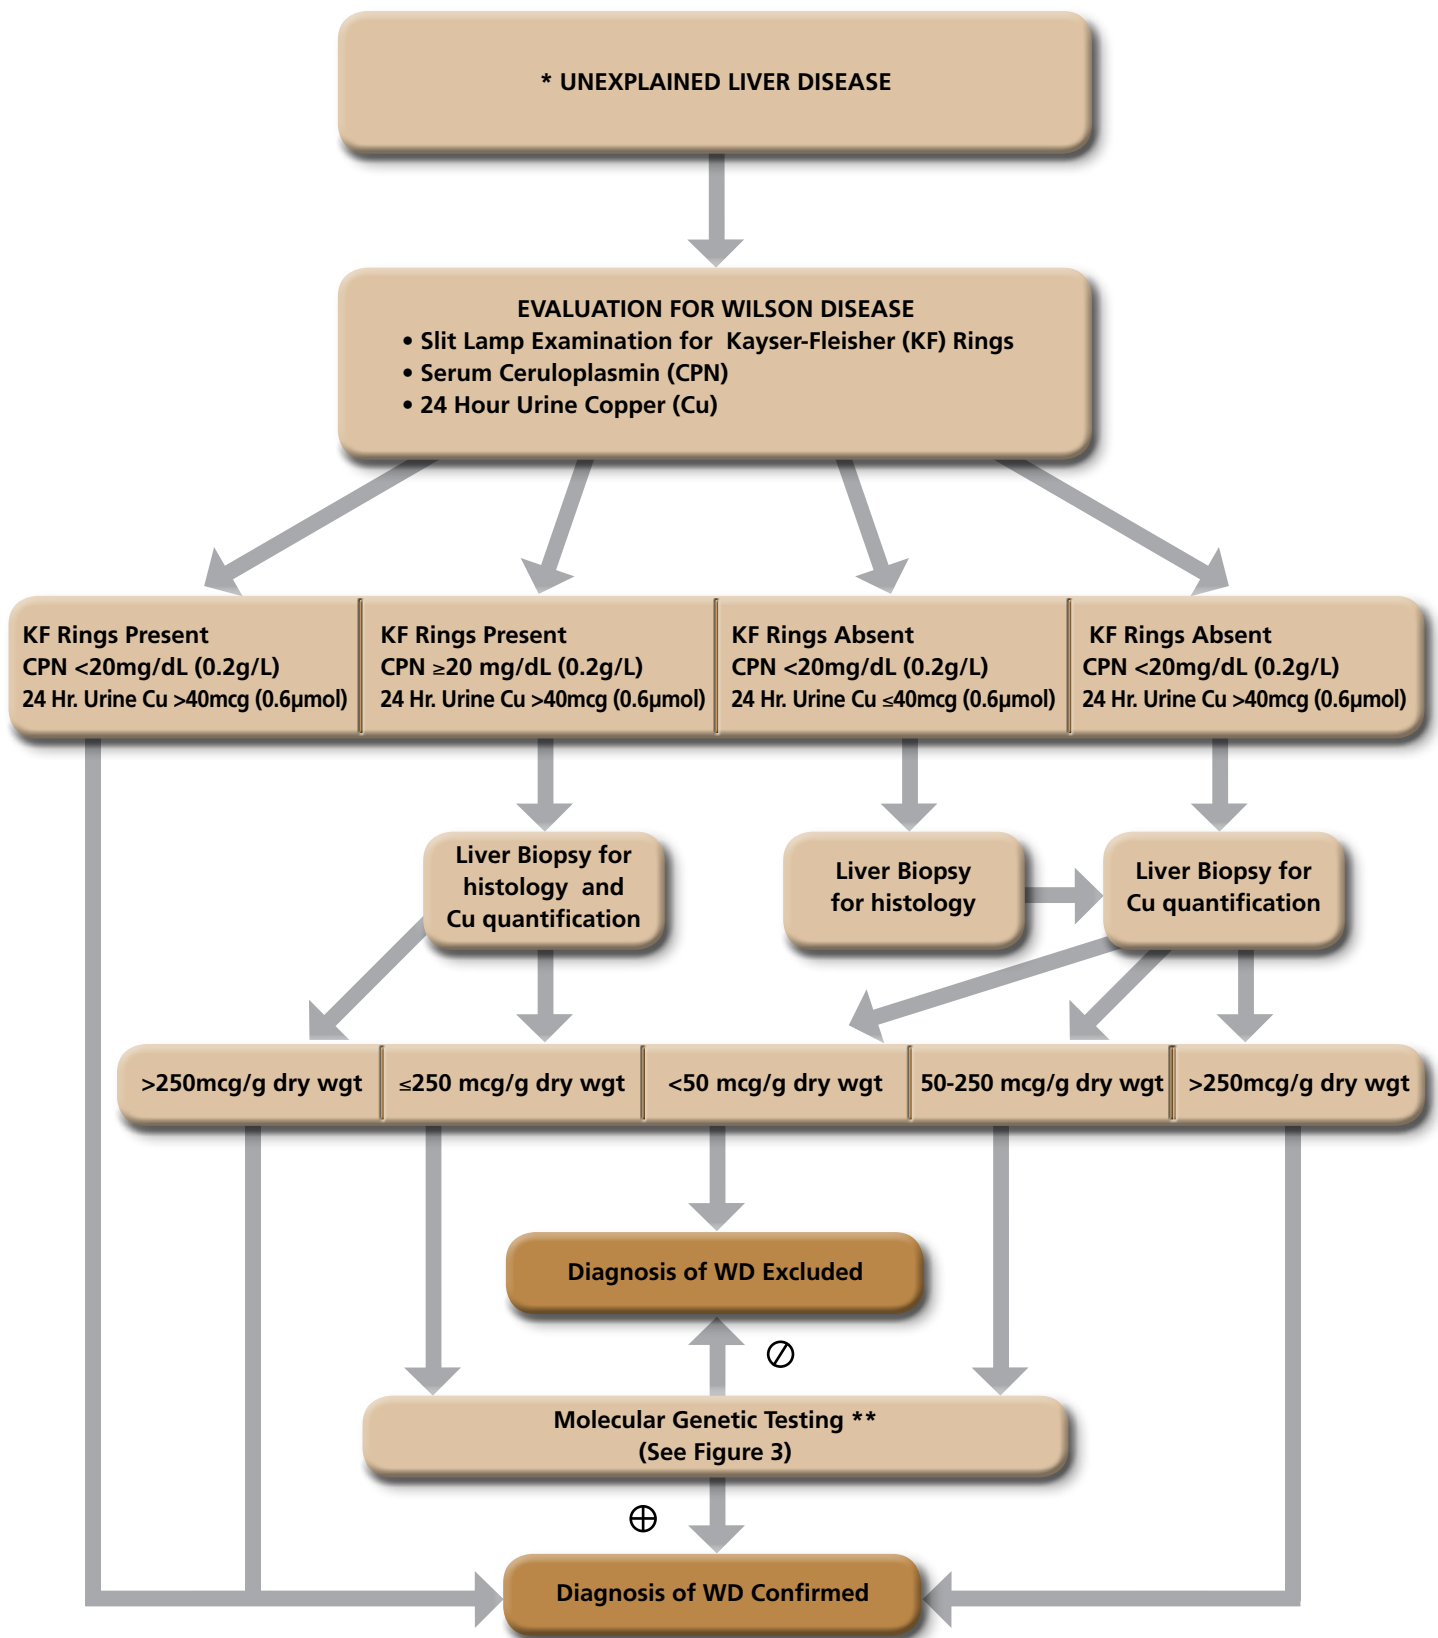 * UNEXPLAINED LIVER DISEASE
EVALUATION FOR WILSON DISEASE
• Slit Lamp Examination for Kayser-Fleisher (KF) Rings
• Serum Ceruloplasmin (CPN)
• 24 Hour Urine Copper (Cu)
KF Rings Present
CPN <20mg/dL (0.2g/L)
24 Hr. Urine Cu >40mcg (0.6µmol)
KF Rings Present
CPN ≥20 mg/dL (0.2g/L)
24 Hr. Urine Cu >40mcg (0.6µmol)
KF Rings Absent
CPN <20mg/dL (0.2g/L)
24 Hr. Urine Cu ≤40mcg (0.6µmol)
KF Rings Absent
CPN <20mg/dL (0.2g/L)
24 Hr. Urine Cu >40mcg (0.6µmol)
Liver Biopsy for
histology and
Cu quantification
Liver Biopsy
for histology
Liver Biopsy for
Cu quantification
>250mcg/g dry wgt
≤250 mcg/g dry wgt
<50 mcg/g dry wgt
50-250 mcg/g dry wgt
>250mcg/g dry wgt
Diagnosis of WD Excluded
⊘
Molecular Genetic Testing **
(See Figure 3)
⊕
Diagnosis of WD Confirmed